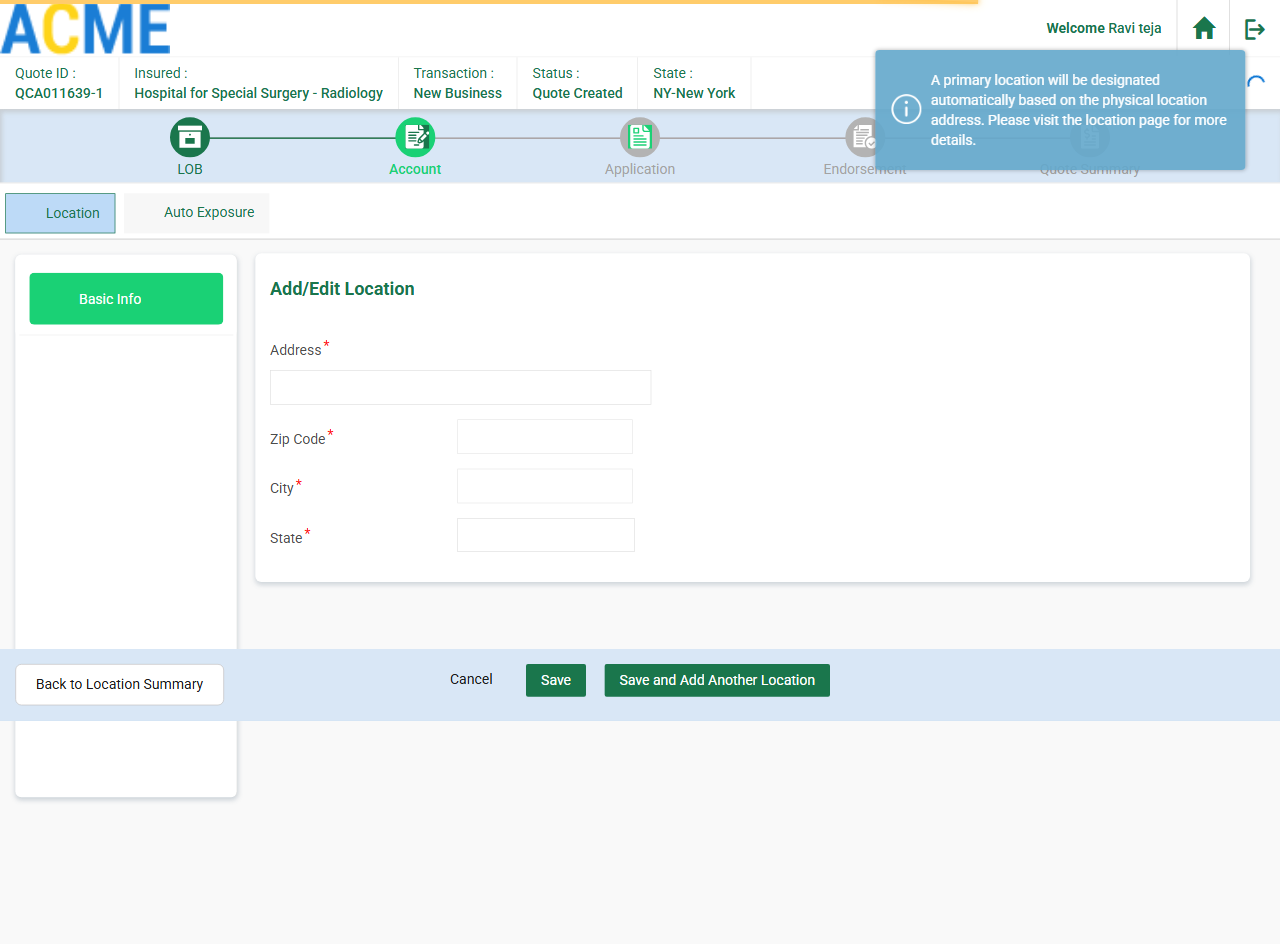 ACME
Welcome Ravi teja
Quote ID :
QCA011639-1
Insured :
Hospital for Special Surgery - Radiology
Transaction :
New Business
Status :
Quote Created
State :
NY-New York
A primary location will be designated
automatically based on the physical location
address. Please visit the location page for more
details.
LOB
Account
Application
Endorsement
Quote Summary
Location
Auto Exposure
Basic Info
Add/Edit Location
Address*
Zip Code*
City*
State*
Back to Location Summary
Cancel
Save
Save and Add Another Location